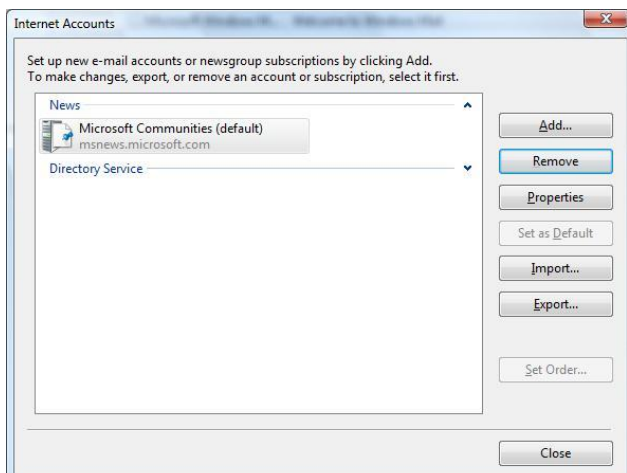 Internet Accounts
Set up new e-mail accounts or newsgroup subscriptions by clicking Add.
To make changes, export, or remove an account or subscription, select it first.
News
Microsoft Communities (default)
msnews.microsoft.com
Directory Service
Add...
Remove
Properties
Set as Default
Import...
Export...
Set Order...
Close